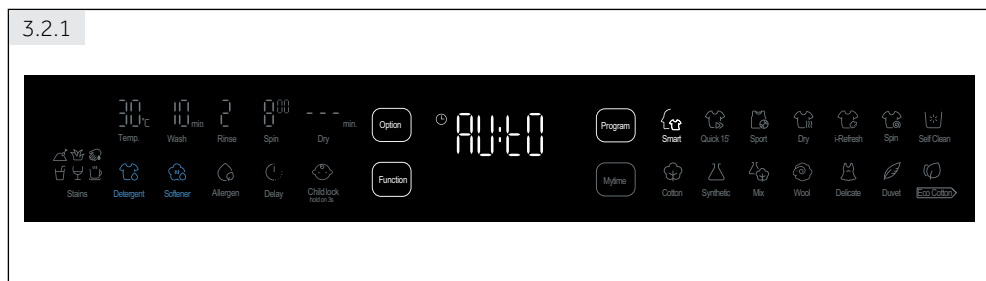 3.2.1
30°C 10 min 2 800 --- min. Option AU:t0 Program
Temp. Wash Rinse Spin Dry Smart Quick 15' Sport Dry i-Refresh Spin Self Clean
Function Mytime
Stains Detergent Softener Allergen Delay Child lock Cotton Synthetic Mix Wool Delicate Duvet Eco Cotton
hold on 3s